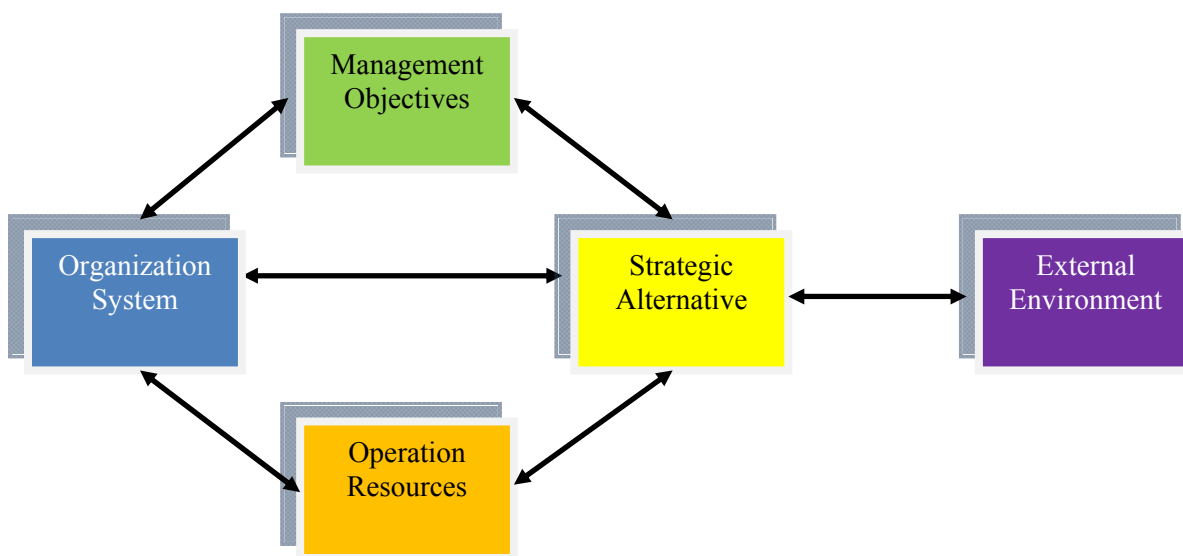 Management
Objectives
Organization
System
Strategic
Alternative
External
Environment
Operation
Resources